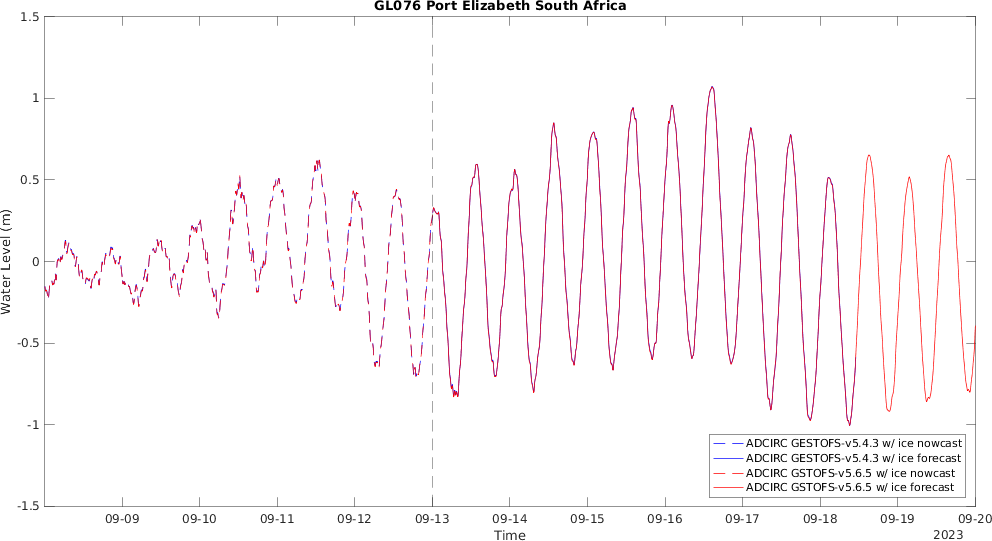 GL076 Port Elizabeth South Africa
1.5
1
0.5
0
-0.5
-1
-1.5
Water Level (m)
09-09 09-10 09-11 09-12 09-13 09-14 09-15 09-16 09-17 09-18 09-19 09-20
Time
2023
ADCIRC GESTOFS-v5.4.3 w/ ice nowcast
ADCIRC GESTOFS-v5.4.3 w/ ice forecast
ADCIRC GSTOFS-v5.6.5 w/ ice nowcast
ADCIRC GSTOFS-v5.6.5 w/ ice forecast